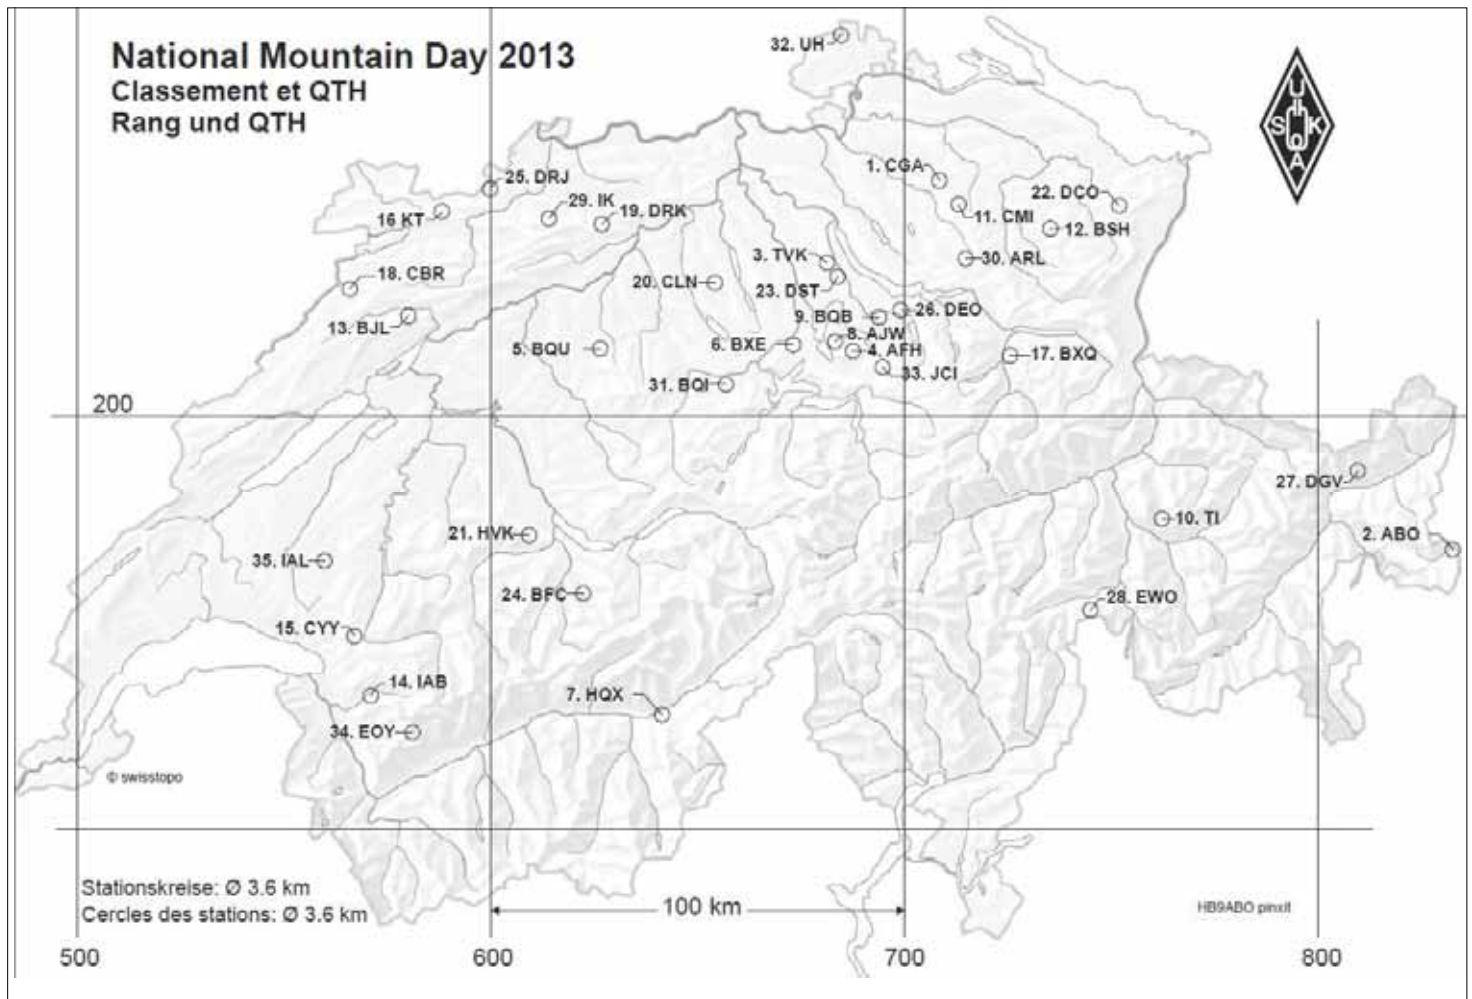 National Mountain Day 2013
Classement et QTH
Rang und QTH
32. UH
U
S K
A
1. CGA
25. DRJ
29. IK
19. DRK
16 KT
11. CMI
22. DCO
12. BSH
3. TVK
30. ARL
18. CBR
20. CLN
23. DST
13. BJL
9. BQB
26. DEO
5. BQU
6. BXE
8. AJW
4. AFH
17. BXQ
33. JCI
31. BQI
200
27. DGV
10. TI
21. HVK
2. ABO
35. IAL
24. BFC
28. EWO
15. CYY
14. IAB
7. HQX
34. EOY
© swisstopo
Stationskreise: Ø 3.6 km
Cercles des stations: Ø 3.6 km
100 km
HB9ABO pinxit
500 600 700 800